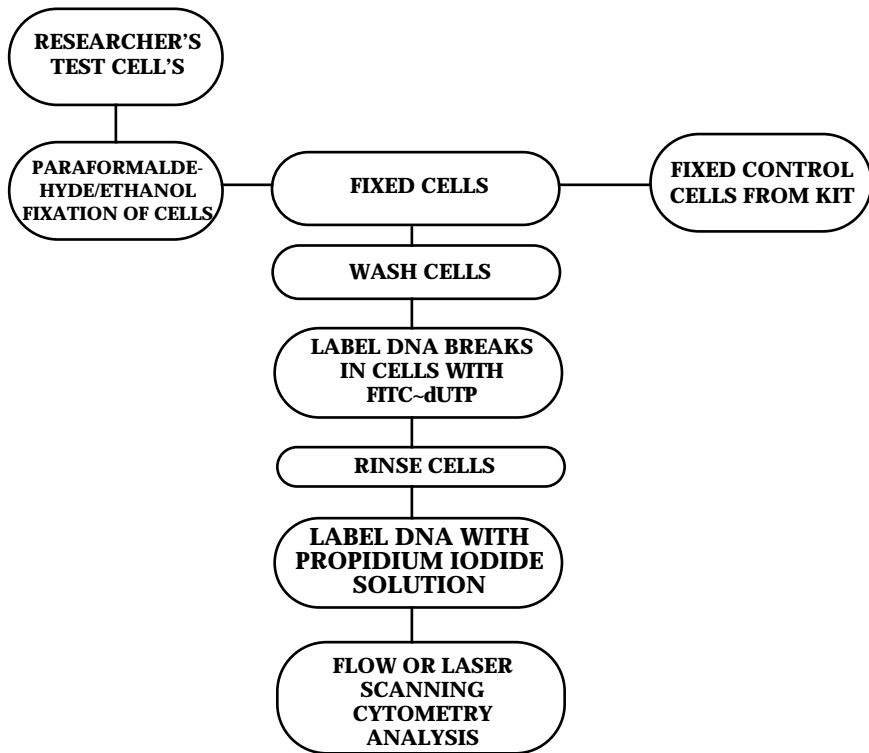 RESEARCHER'S
TEST CELL'S
PARAFORMALDE-
HYDE/ETHANOL
FIXATION OF CELLS
FIXED CELLS
FIXED CONTROL
CELLS FROM KIT
WASH CELLS
LABEL DNA BREAKS
IN CELLS WITH
FITC~dUTP
RINSE CELLS
LABEL DNA WITH
PROPIDIUM IODIDE
SOLUTION
FLOW OR LASER
SCANNING
CYTOMETRY
ANALYSIS